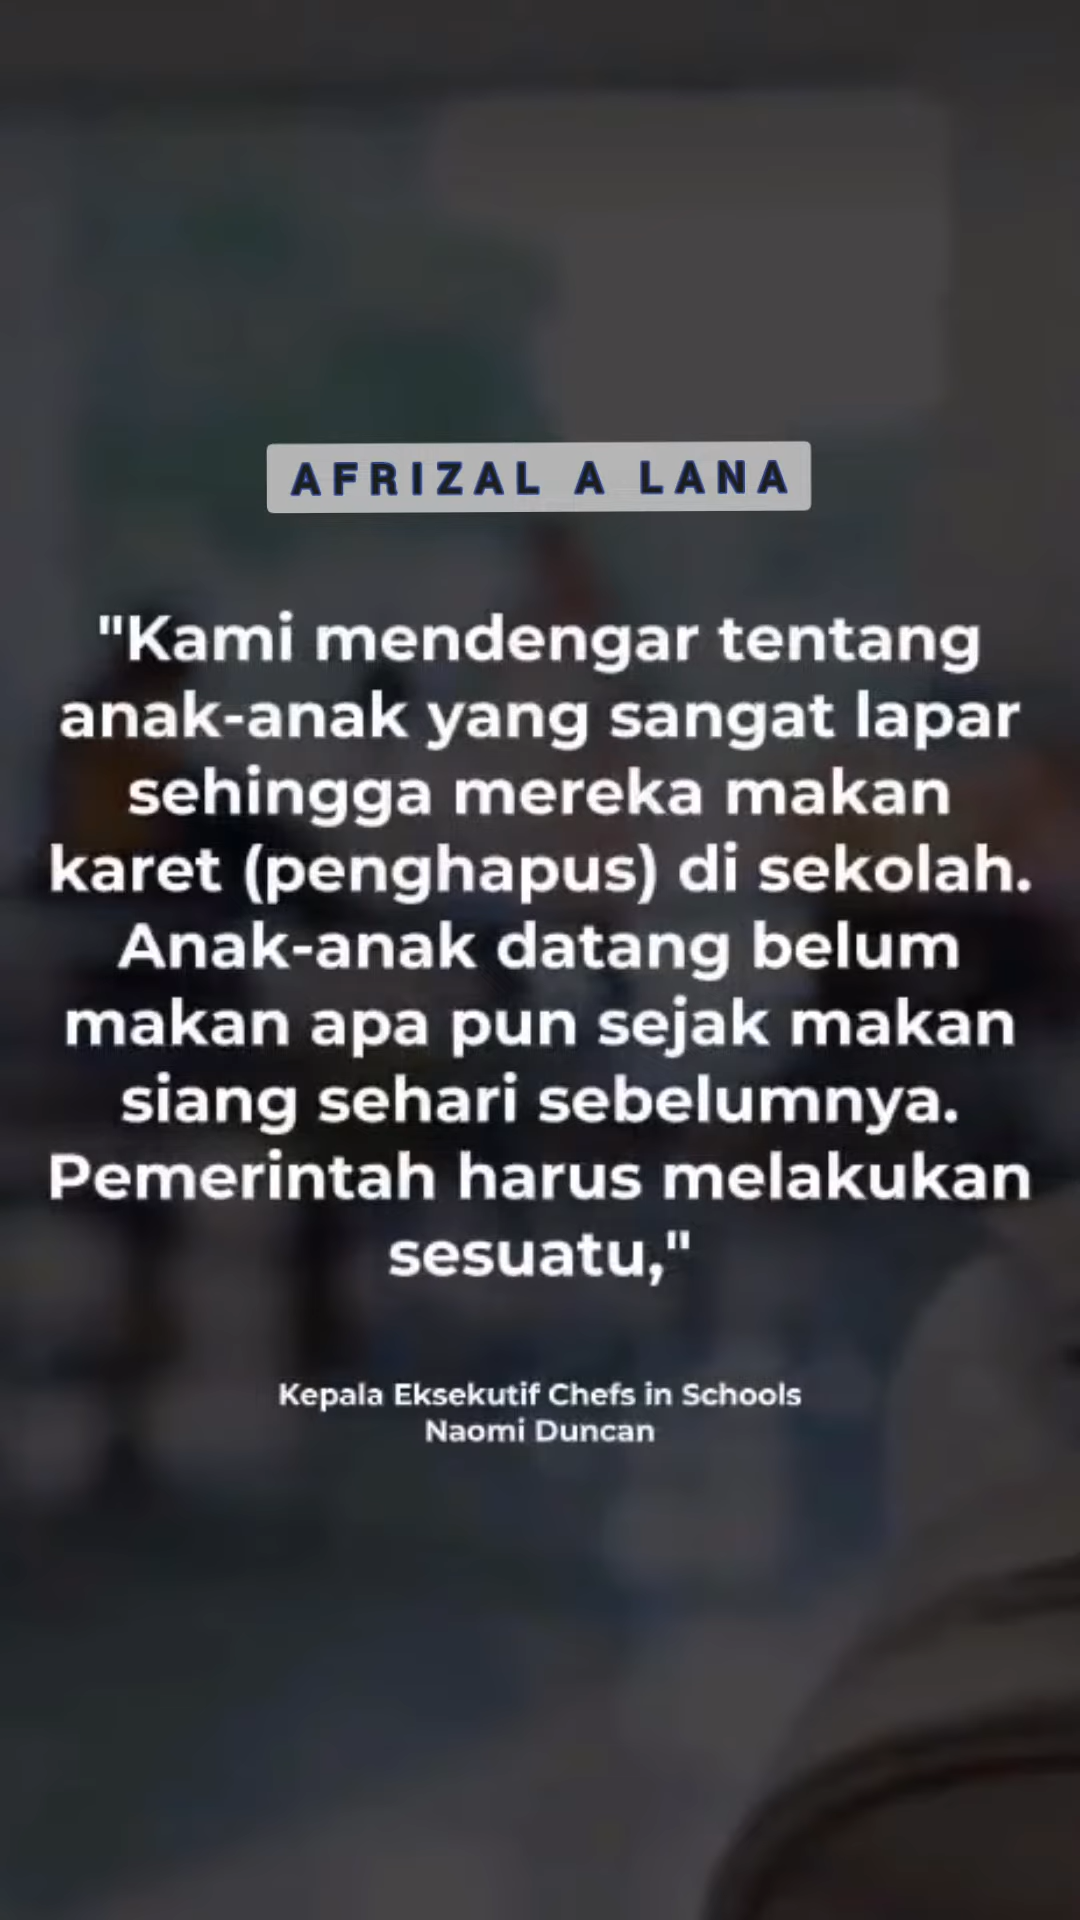 AFRIZAL A LANA
"Kami mendengar tentang
anak-anak yang sangat lapar
sehingga mereka makan
karet (penghapus) di sekolah.
Anak-anak datang belum
makan apa pun sejak makan
siang sehari sebelumnya.
Pemerintah harus melakukan
sesuatu,"
Kepala Eksekutif Chefs in Schools
Naomi Duncan